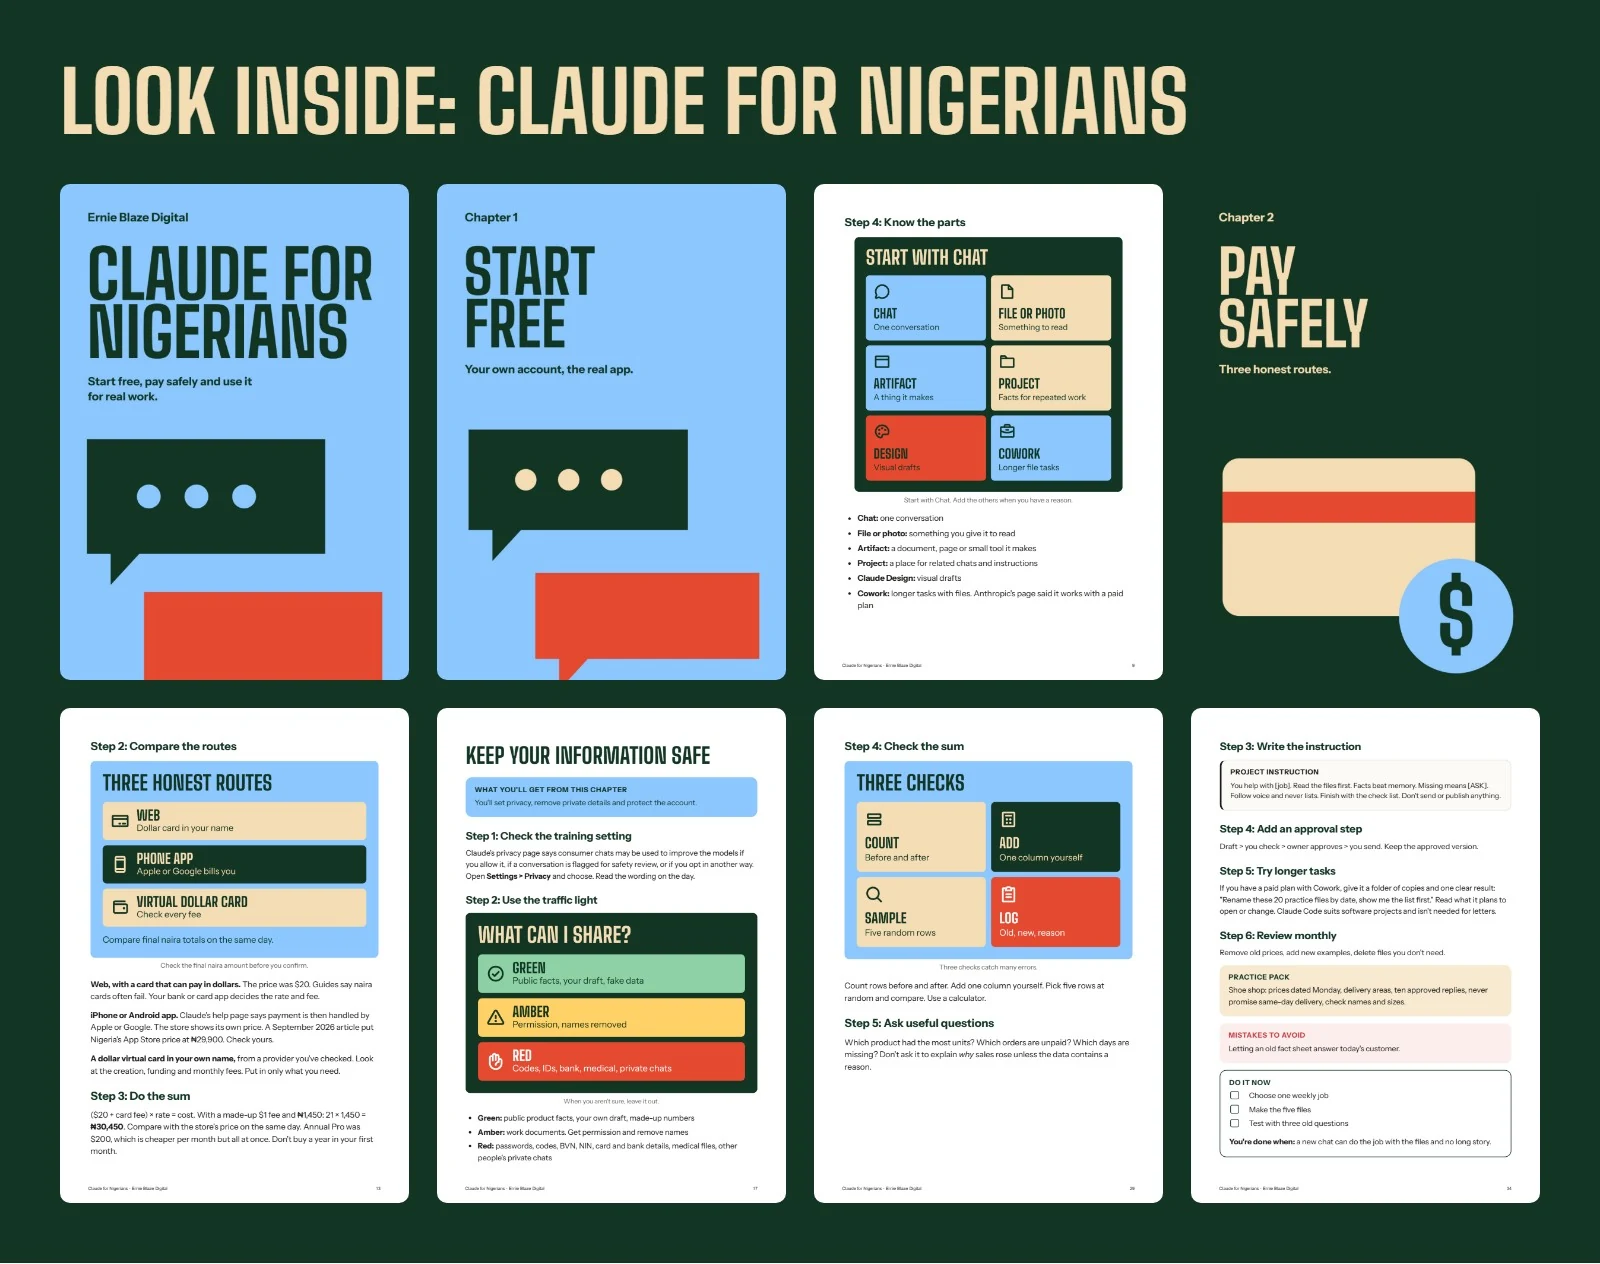 LOOK INSIDE: CLAUDE FOR NIGERIANS
Ernie Blaze Digital
CLAUDE FOR
NIGERIANS
Start free, pay safely and use it
for real work.
Chapter 1
START
FREE
Your own account, the real app.
Step 4: Know the parts
START WITH CHAT
CHAT
One conversation
FILE OR PHOTO
Something to read
ARTIFACT
A thing it makes
PROJECT
Facts for repeated work
DESIGN
Visual drafts
COWORK
Longer file tasks
Start with Chat. Add the others when you have a reason.
• Chat: one conversation
• File or photo: something you give it to read
• Artifact: a document, page or small tool it makes
• Project: a place for related chats and instructions
• Claude Design: visual drafts
• Cowork: longer tasks with files. Anthropic's page said it works with a paid
plan
Claude for Nigerians - Ernie Blaze Digital
9
Chapter 2
PAY
SAFELY
Three honest routes.
$
Step 2: Compare the routes
THREE HONEST ROUTES
WEB
Dollar card in your name
PHONE APP
Apple or Google bills you
VIRTUAL DOLLAR CARD
Check every fee
Compare final naira totals on the same day.
Check the final naira amount before you confirm.
Web, with a card that can pay in dollars. The price was $20. Guides say naira
cards often fail. Your bank or card app decides the rate and fee.
iPhone or Android app. Claude's help page says payment is then handled by
Apple or Google. The store shows its own price. A September 2026 article put
Nigeria's App Store price at ₦29,900. Check yours.
A dollar virtual card in your own name, from a provider you've checked. Look
at the creation, funding and monthly fees. Put in only what you need.
Step 3: Do the sum
($20 + card fee) × rate = cost. With a made-up $1 fee and ₦1,450: 21 × 1,450 =
₦30,450. Compare with the store's price on the same day. Annual Pro was
$200, which is cheaper per month but all at once. Don't buy a year in your first
month.
Claude for Nigerians - Ernie Blaze Digital
13
KEEP YOUR INFORMATION SAFE
WHAT YOU'LL GET FROM THIS CHAPTER
You'll set privacy, remove private details and protect the account.
Step 1: Check the training setting
Claude's privacy page says consumer chats may be used to improve the models if
you allow it, if a conversation is flagged for safety review, or if you opt in another way.
Open Settings > Privacy and choose. Read the wording on the day.
Step 2: Use the traffic light
WHAT CAN I SHARE?
GREEN
Public facts, your draft, fake data
AMBER
Permission, names removed
RED
Codes, IDs, bank, medical, private chats
When you aren't sure, leave it out.
• Green: public product facts, your own draft, made-up numbers
• Amber: work documents. Get permission and remove names
• Red: passwords, codes, BVN, NIN, card and bank details, medical files, other
people's private chats
Claude for Nigerians - Ernie Blaze Digital
17
Step 4: Check the sum
THREE CHECKS
COUNT
Before and after
ADD
One column yourself
SAMPLE
Five random rows
LOG
Old, new, reason
Three checks catch many errors.
Count rows before and after. Add one column yourself. Pick five rows at
random and compare. Use a calculator.
Step 5: Ask useful questions
Which product had the most units? Which orders are unpaid? Which days are
missing? Don't ask it to explain why sales rose unless the data contains a
reason.
Claude for Nigerians - Ernie Blaze Digital
Step 3: Write the instruction
PROJECT INSTRUCTION
You help with [job]. Read the files first. Facts beat memory. Missing means [ASK].
Follow voice and never lists. Finish with the check list. Don't send or publish anything.
Step 4: Add an approval step
Draft > you check > owner approves > you send. Keep the approved version.
Step 5: Try longer tasks
If you have a paid plan with Cowork, give it a folder of copies and one clear result:
"Rename these 20 practice files by date, show me the list first." Read what it plans to
open or change. Claude Code suits software projects and isn't needed for letters.
Step 6: Review monthly
Remove old prices, add new examples, delete files you don't need.
PRACTICE PACK
Shoe shop: prices dated Monday, delivery areas, ten approved replies, never
promise same-day delivery, check names and sizes.
MISTAKES TO AVOID
Letting an old fact sheet answer today's customer.
DO IT NOW
Choose one weekly job
Make the five files
Test with three old questions
You're done when: a new chat can do the job with the files and no long story.
Claude for Nigerians - Ernie Blaze Digital
34